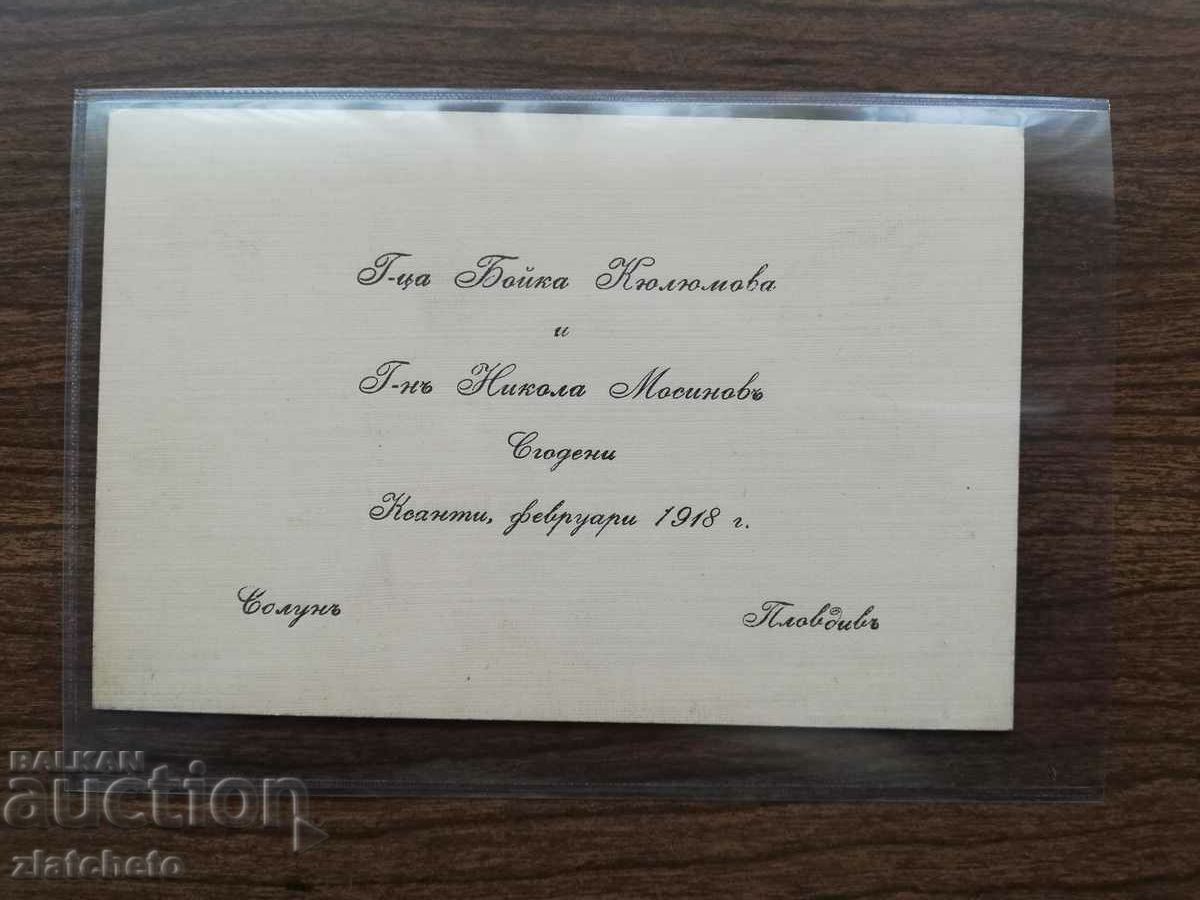 Г-ца Бойка Кюлюмова
и
Г-нъ Никола Мосиновъ
Сгодени
Ксанти, февруари 1918 г.
Солунъ Пловдивъ
BALKAN
auction
zlatcheto